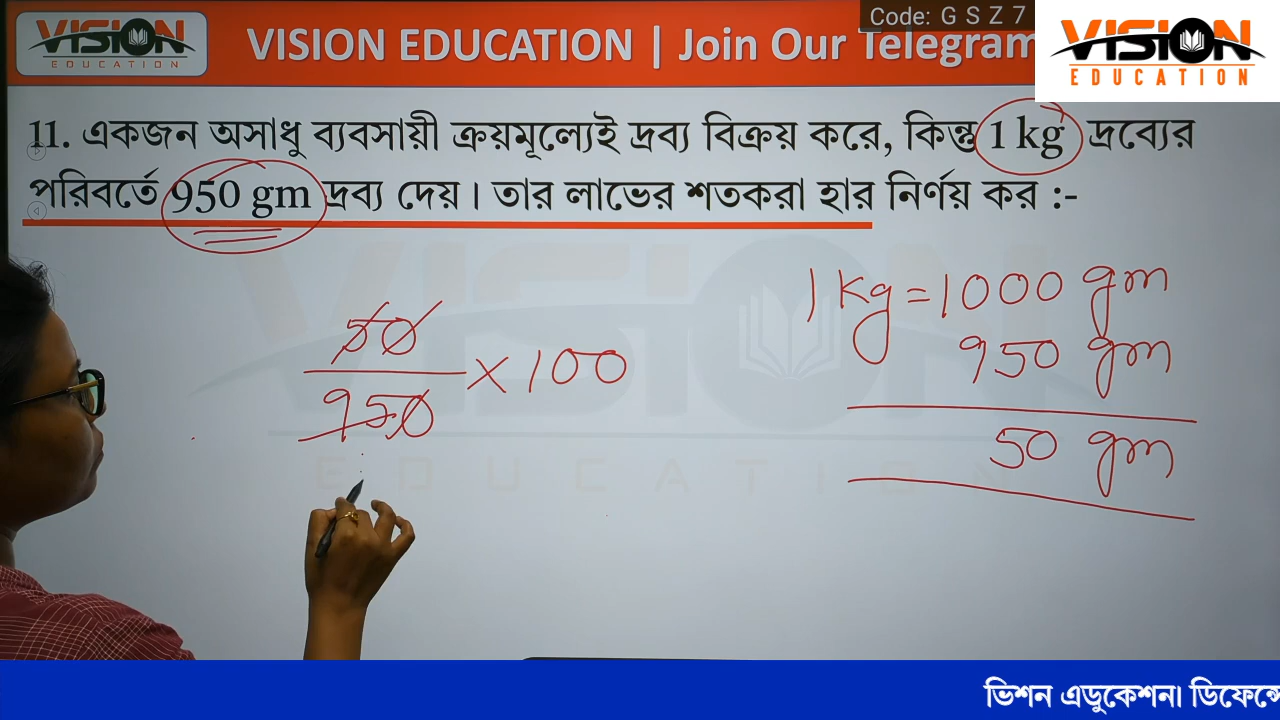 Code: G S Z 7
VISION
EDUCATION
VISION EDUCATION | Join Our Telegram
VISION
EDUCATION
11. একজন অসাধু ব্যবসায়ী ক্রয়মূল্যেই দ্রব্য বিক্রয় করে, কিন্তু 1 kg দ্রব্যের
পরিবর্তে 950 gm দ্রব্য দেয়। তার লাভের শতকরা হার নির্ণয় কর :-
1 kg = 1000 gm
950 gm
50 gm
50
950
× 100
VISION
EDUCATION
ভিশন এডুকেশন। ডিফেন্সে